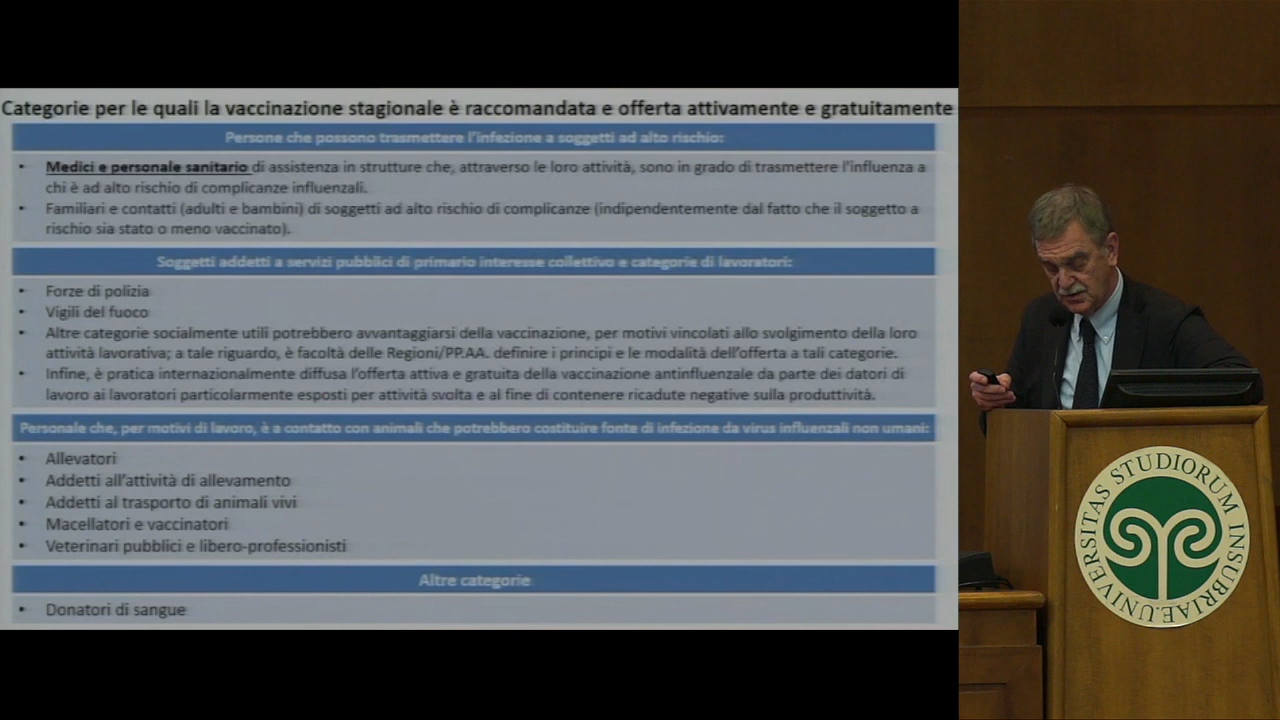 Categorie per le quali la vaccinazione stagionale è raccomandata e offerta attivamente e gratuitamente
Persone che possono trasmettere l'infezione a soggetti ad alto rischio:
• Medici e personale sanitario di assistenza in strutture che, attraverso le loro attività, sono in grado di trasmettere l'influenza a
chi è ad alto rischio di complicanze influenzali.
• Familiari e contatti (adulti e bambini) di soggetti ad alto rischio di complicanze (indipendentemente dal fatto che il soggetto a
rischio sia stato o meno vaccinato).
Soggetti addetti a servizi pubblici di primario interesse collettivo e categorie di lavoratori:
• Forze di polizia
• Vigili del fuoco
• Altre categorie socialmente utili potrebbero avvantaggiarsi della vaccinazione, per motivi vincolati allo svolgimento della loro
attività lavorativa; a tale riguardo, è facoltà delle Regioni/PP.AA. definire i principi e le modalità dell'offerta a tali categorie.
• Infine, è pratica internazionalmente diffusa l'offerta attiva e gratuita della vaccinazione antinfluenzale da parte dei datori di
lavoro ai lavoratori particolarmente esposti per attività svolta e al fine di contenere ricadute negative sulla produttività.
Personale che, per motivi di lavoro, è a contatto con animali che potrebbero costituire fonte di infezione da virus influenzali non umani:
• Allevatori
• Addetti all'attività di allevamento
• Addetti al trasporto di animali vivi
• Macellatori e vaccinatori
• Veterinari pubblici e libero-professionisti
Altre categorie
• Donatori di sangue
UNIVERSITAS STUDIORUM INSUBRIAE